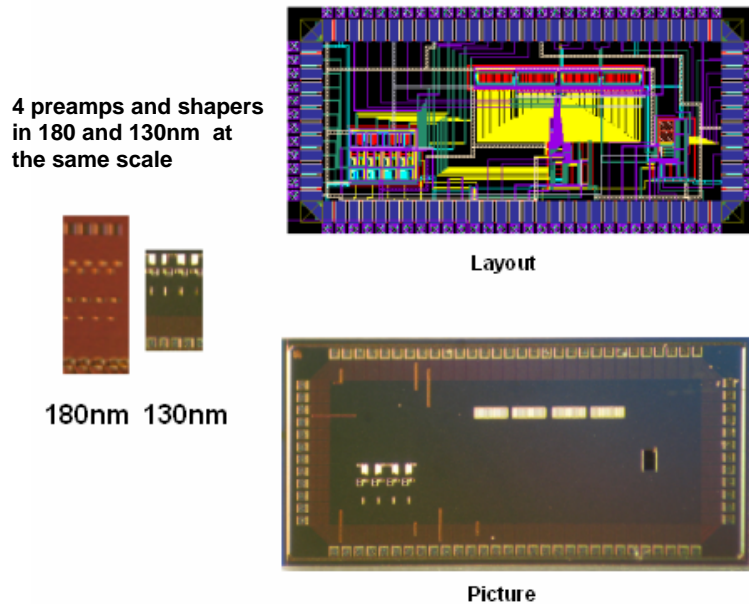 4 preamps and shapers
in 180 and 130nm at
the same scale
180nm 130nm
Layout
Picture